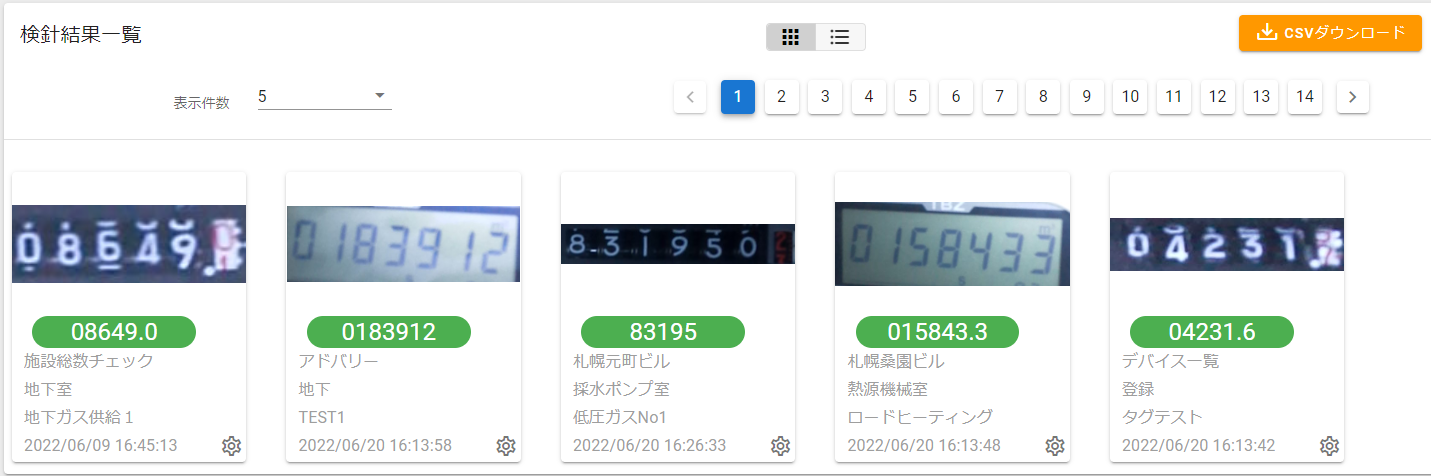 検針結果一覧
CSVダウンロード
表示件数 5
1 2 3 4 5 6 7 8 9 10 11 12 13 14
08649
0183912
831950
TBZ
0158433
04231
08649.0
施設総数チェック
地下室
地下ガス供給1
2022/06/09 16:45:13
0183912
アドバリー
地下
TEST1
2022/06/20 16:13:58
83195
札幌元町ビル
採水ポンプ室
低圧ガスNo1
2022/06/20 16:26:33
015843.3
札幌桑園ビル
熱源機械室
ロードヒーティング
2022/06/20 16:13:48
04231.6
デバイス一覧
登録
タグテスト
2022/06/20 16:13:42